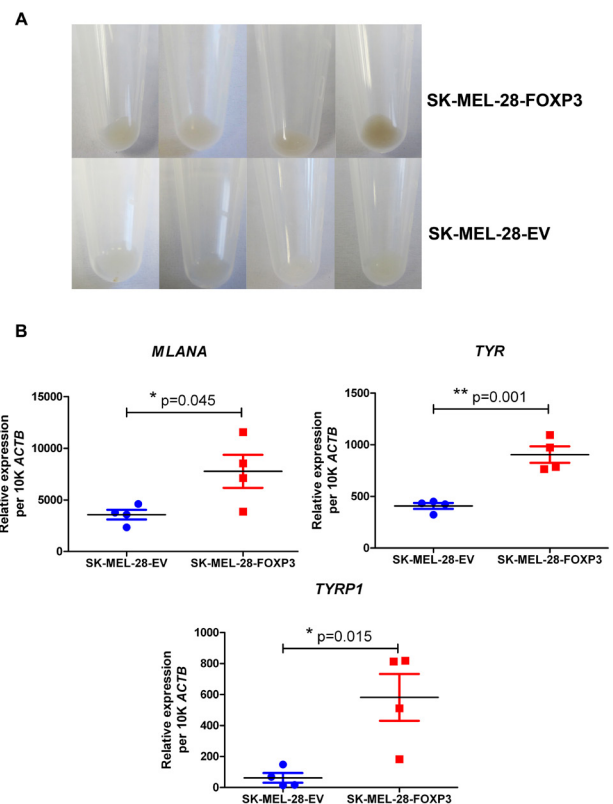 A
SK-MEL-28-FOXP3
SK-MEL-28-EV
B
MLANA
Relative expression
per 10K ACTB
15000
10000
5000
0
* p=0.045
SK-MEL-28-EV
SK-MEL-28-FOXP3
TYR
Relative expression
per 10K ACTB
1500
1000
500
0
** p=0.001
SK-MEL-28-EV
SK-MEL-28-FOXP3
TYRP1
Relative expression
per 10K ACTB
1000
800
600
400
200
0
* p=0.015
SK-MEL-28-EV
SK-MEL-28-FOXP3